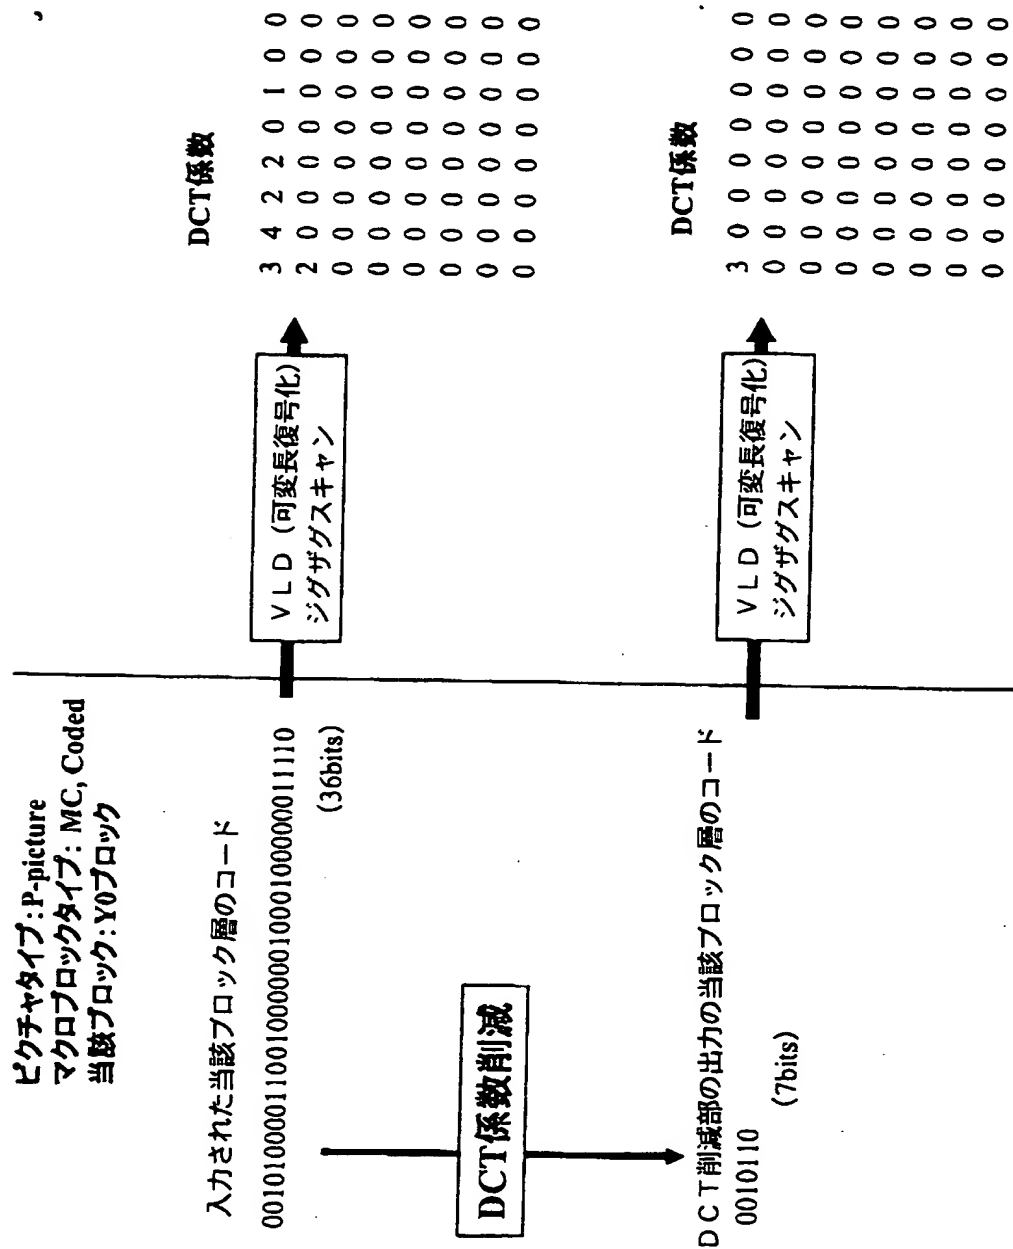 ピクチャタイプ:P-picture
マクロブロックタイプ: MC, Coded
当該ブロック:Y0ブロック
入力された当該ブロック層のコード
001010000110010000001000100000011110
(36bits)
VLD (可変長復号化)
ジグザグスキャン
DCT係数
3 4 2 2 0 1 0 0
2 0 0 0 0 0 0 0
0 0 0 0 0 0 0 0
0 0 0 0 0 0 0 0
0 0 0 0 0 0 0 0
0 0 0 0 0 0 0 0
0 0 0 0 0 0 0 0
0 0 0 0 0 0 0 0
DCT係数削減
DCT削減部の出力の当該ブロック層のコード
0010110
(7bits)
VLD (可変長復号化)
ジグザグスキャン
DCT係数
3 0 0 0 0 0 0 0
0 0 0 0 0 0 0 0
0 0 0 0 0 0 0 0
0 0 0 0 0 0 0 0
0 0 0 0 0 0 0 0
0 0 0 0 0 0 0 0
0 0 0 0 0 0 0 0
0 0 0 0 0 0 0 0